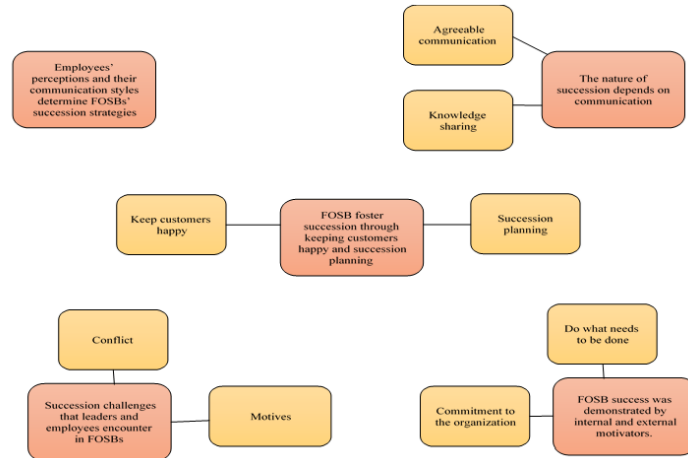 Agreeable
communication
Employees'
perceptions and their
communication styles
determine FOSBs'
succession strategies
The nature of
succession depends on
communication
Knowledge
sharing
Keep customers
happy
FOSB foster
succession through
keeping customers
happy and succession
planning
Succession
planning
Conflict
Do what needs
to be done
Succession challenges
that leaders and
employees encounter
in FOSBs
Motives
Commitment to
the organization
FOSB success was
demonstrated by
internal and external
motivators.